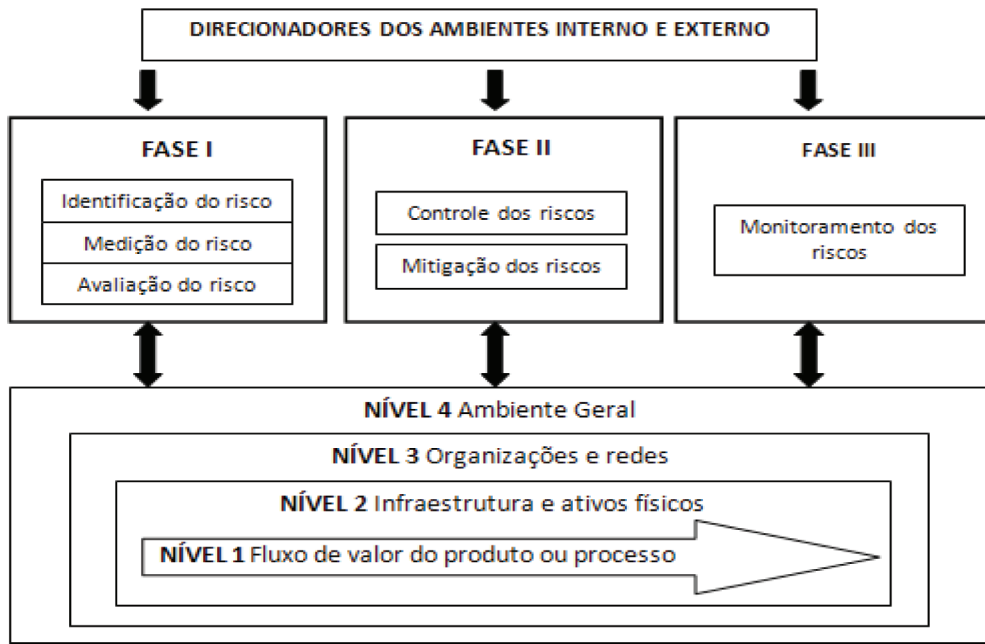 DIRECIONADORES DOS AMBIENTES INTERNO E EXTERNO
FASE I
Identificação do risco
Medição do risco
Avaliação do risco
FASE II
Controle dos riscos
Mitigação dos riscos
FASE III
Monitoramento dos
riscos
NÍVEL 4 Ambiente Geral
NÍVEL 3 Organizações e redes
NÍVEL 2 Infraestrutura e ativos físicos
NÍVEL 1 Fluxo de valor do produto ou processo